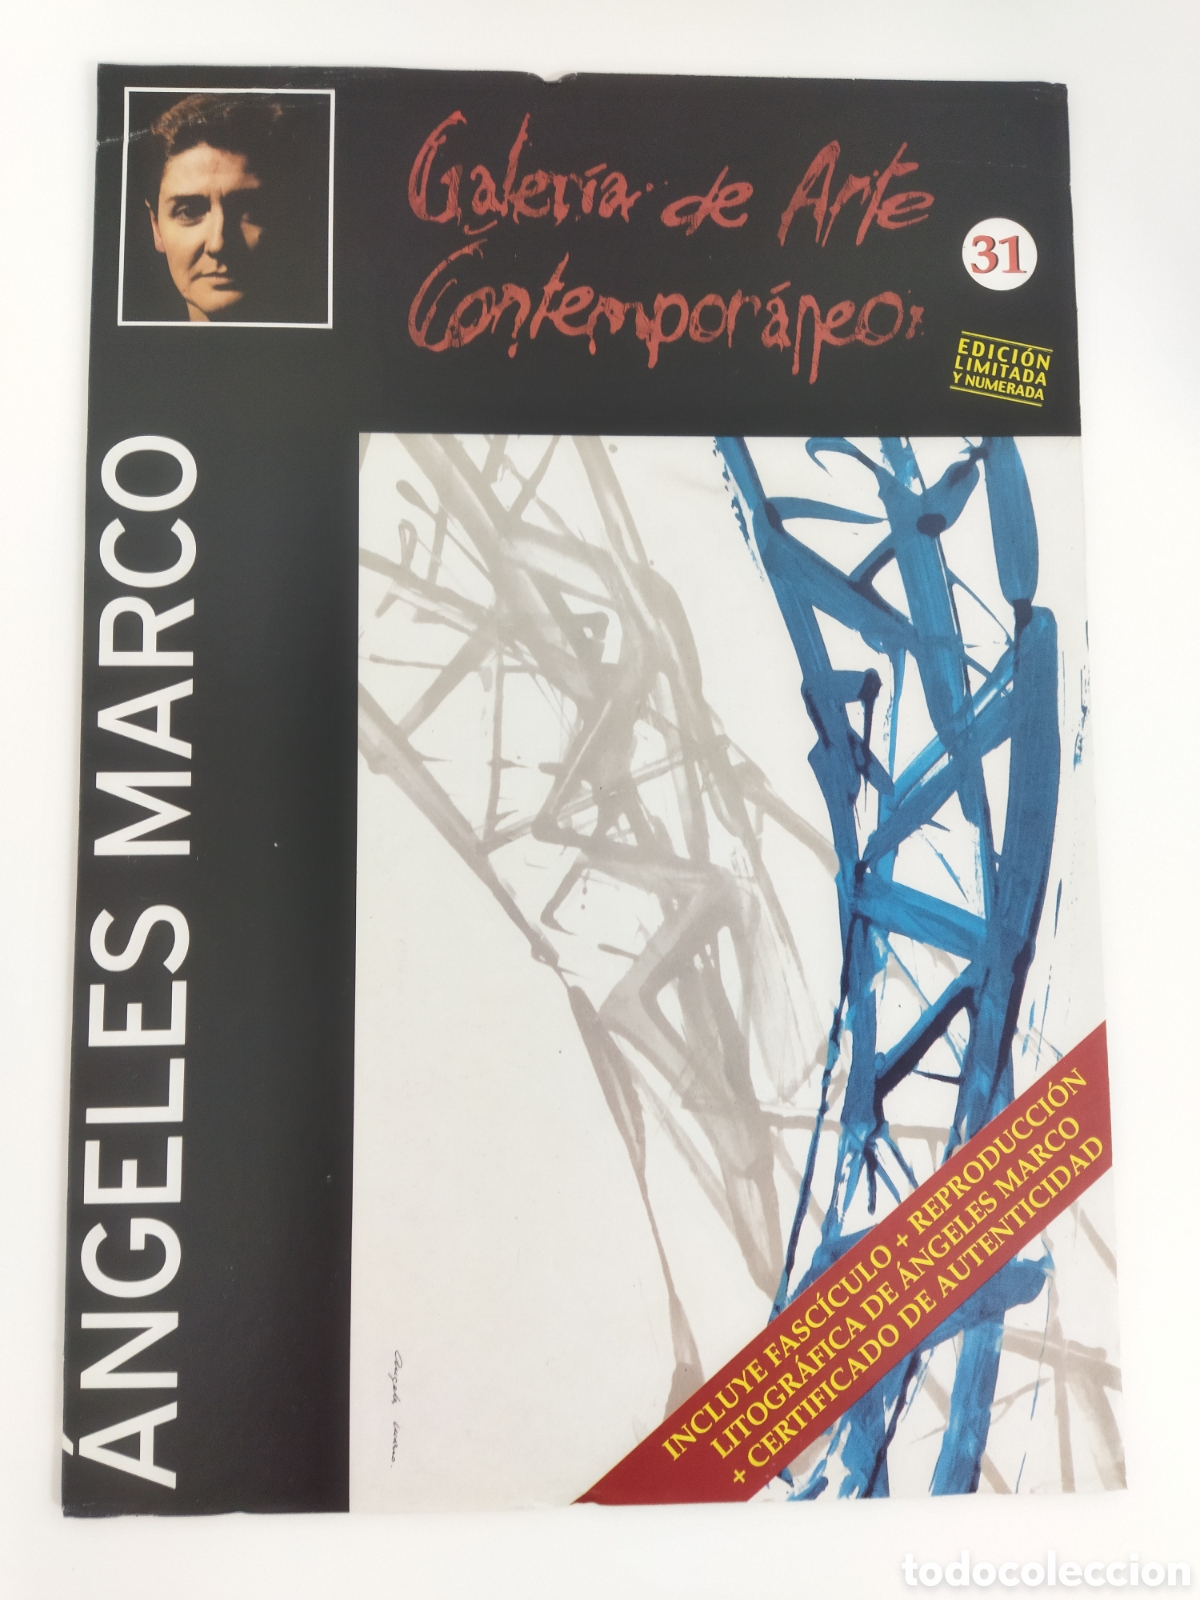 Galería de Arte
Contemporáneo
31
EDICIÓN
LIMITADA
Y NUMERADA
ÁNGELES MARCO
INCLUYE FASCÍCULO + REPRODUCCIÓN
LITOGRÁFICA DE ÁNGELES MARCO
+ CERTIFICADO DE AUTENTICIDAD
todocoleccion